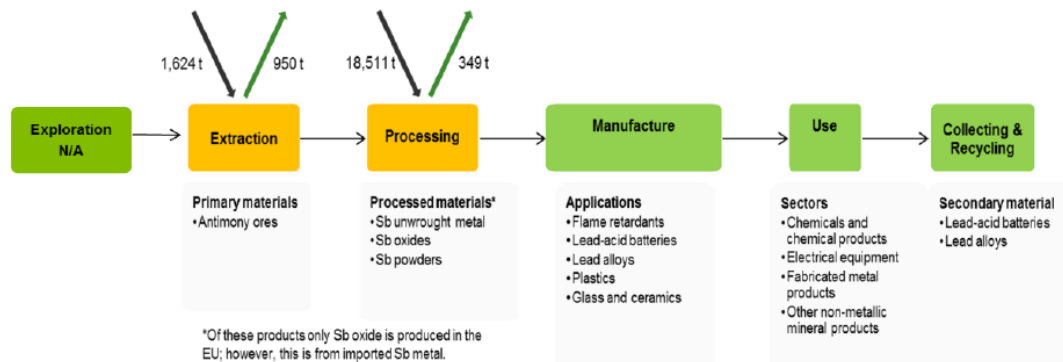 1,624 t
950 t
18,511 t
349 t
Exploration
N/A
Extraction
Processing
Manufacture
Use
Collecting &
Recycling
Primary materials
•Antimony ores
Processed materials*
•Sb unwrought metal
•Sb oxides
•Sb powders
Applications
•Flame retardants
•Lead-acid batteries
•Lead alloys
•Plastics
•Glass and ceramics
Sectors
•Chemicals and
chemical products
•Electrical equipment
•Fabricated metal
products
•Other non-metallic
mineral products
Secondary material
•Lead-acid batteries
•Lead alloys
*Of these products only Sb oxide is produced in the
EU; however, this is from imported Sb metal.